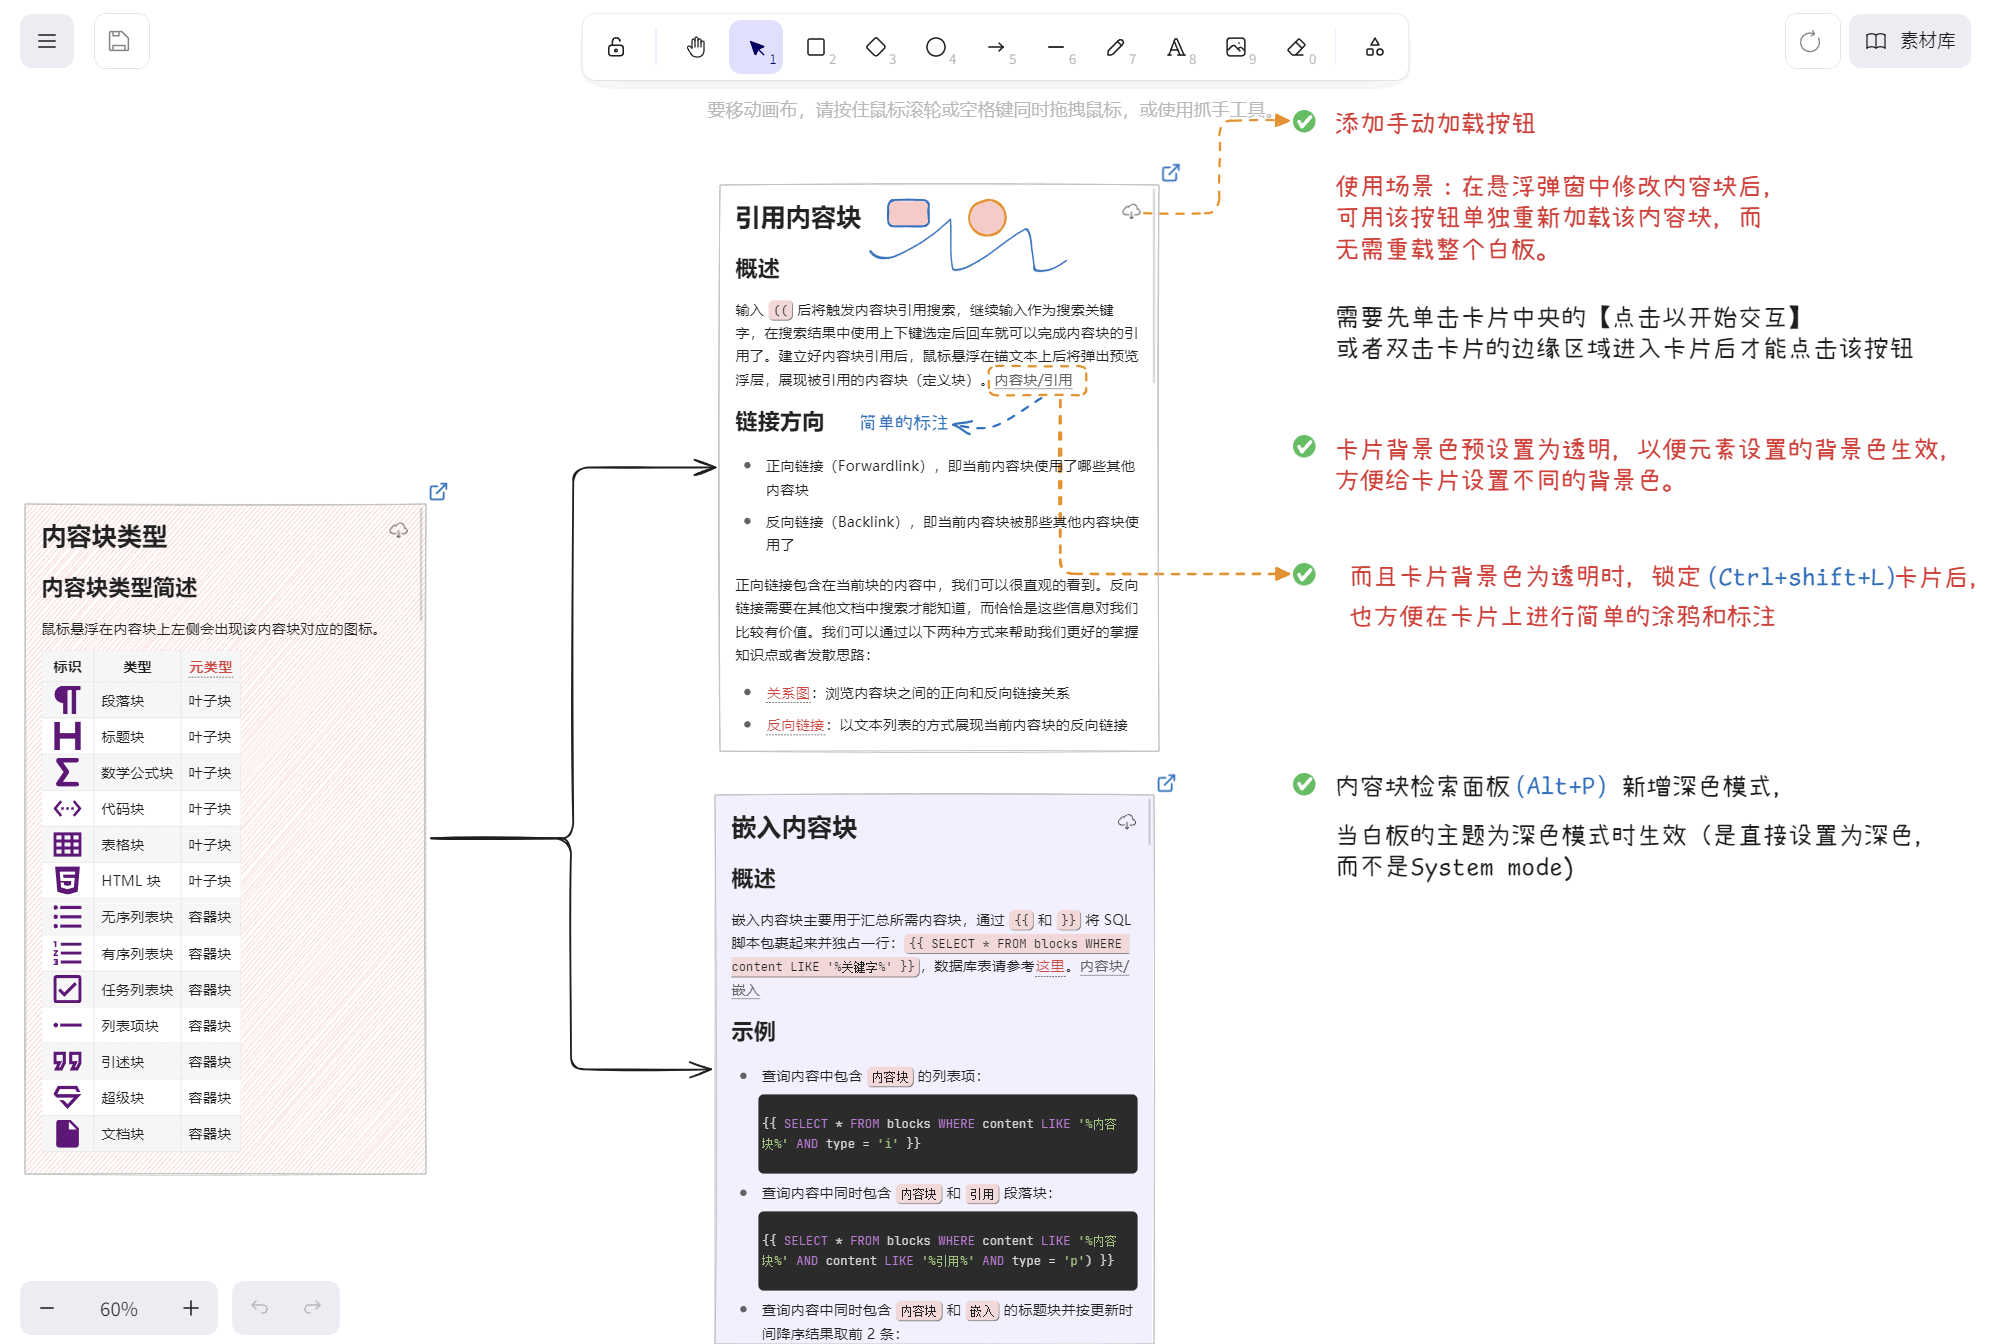 1
2
3
4
5
6
7
8
9
0
素材库
要移动画布，请按住鼠标滚轮或空格键同时拖拽鼠标，或使用抓手工具。
内容块类型
内容块类型简述
鼠标悬浮在内容块上左侧会出现该内容块对应的图标。
标识 类型 元类型
段落块 叶子块
标题块 叶子块
数学公式块 叶子块
代码块 叶子块
表格块 叶子块
HTML 块 叶子块
无序列表块 容器块
有序列表块 容器块
任务列表块 容器块
列表项块 容器块
引述块 容器块
超级块 容器块
文档块 容器块
引用内容块
概述
输入 (( 后将触发内容块引用搜索，继续输入作为搜索关键
字，在搜索结果中使用上下键选定后回车就可以完成内容块的引
用了。建立好内容块引用后，鼠标悬浮在锚文本上后将弹出预览
浮层，展现被引用的内容块（定义块）。内容块/引用
链接方向
简单的标注
正向链接（Forwardlink），即当前内容块使用了哪些其他
内容块
反向链接（Backlink），即当前内容块被那些其他内容块使
用了
正向链接包含在当前块的内容中，我们可以很直观的看到。反向
链接需要在其他文档中搜索才能知道，而恰恰是这些信息对我们
比较有价值。我们可以通过以下两种方式来帮助我们更好的掌握
知识点或者发散思路：
关系图：浏览内容块之间的正向和反向链接关系
反向链接：以文本列表的方式展现当前内容块的反向链接
嵌入内容块
概述
嵌入内容块主要用于汇总所需内容块，通过 {{ 和 }} 将 SQL
脚本包裹起来并独占一行：{{ SELECT * FROM blocks WHERE
content LIKE '%关键字%' }}，数据库表请参考这里。内容块/
嵌入
示例
查询内容中包含 内容块 的列表项：
{{ SELECT * FROM blocks WHERE content LIKE '%内容
块%' AND type = 'i' }}
查询内容中同时包含 内容块 和 引用 段落块：
{{ SELECT * FROM blocks WHERE content LIKE '%内容
块%' AND content LIKE '%引用%' AND type = 'p') }}
查询内容中同时包含 内容块 和 嵌入 的标题块并按更新时
间降序结果取前 2 条：
添加手动加载按钮
使用场景：在悬浮弹窗中修改内容块后，
可用该按钮单独重新加载该内容块，而
无需重载整个白板。
需要先单击卡片中央的【点击以开始交互】
或者双击卡片的边缘区域进入卡片后才能点击该按钮
卡片背景色预设置为透明，以便元素设置的背景色生效，
方便给卡片设置不同的背景色。
而且卡片背景色为透明时，锁定(Ctrl+shift+L)卡片后，
也方便在卡片上进行简单的涂鸦和标注
内容块检索面板(Alt+P) 新增深色模式，
当白板的主题为深色模式时生效（是直接设置为深色，
而不是System mode)
60%